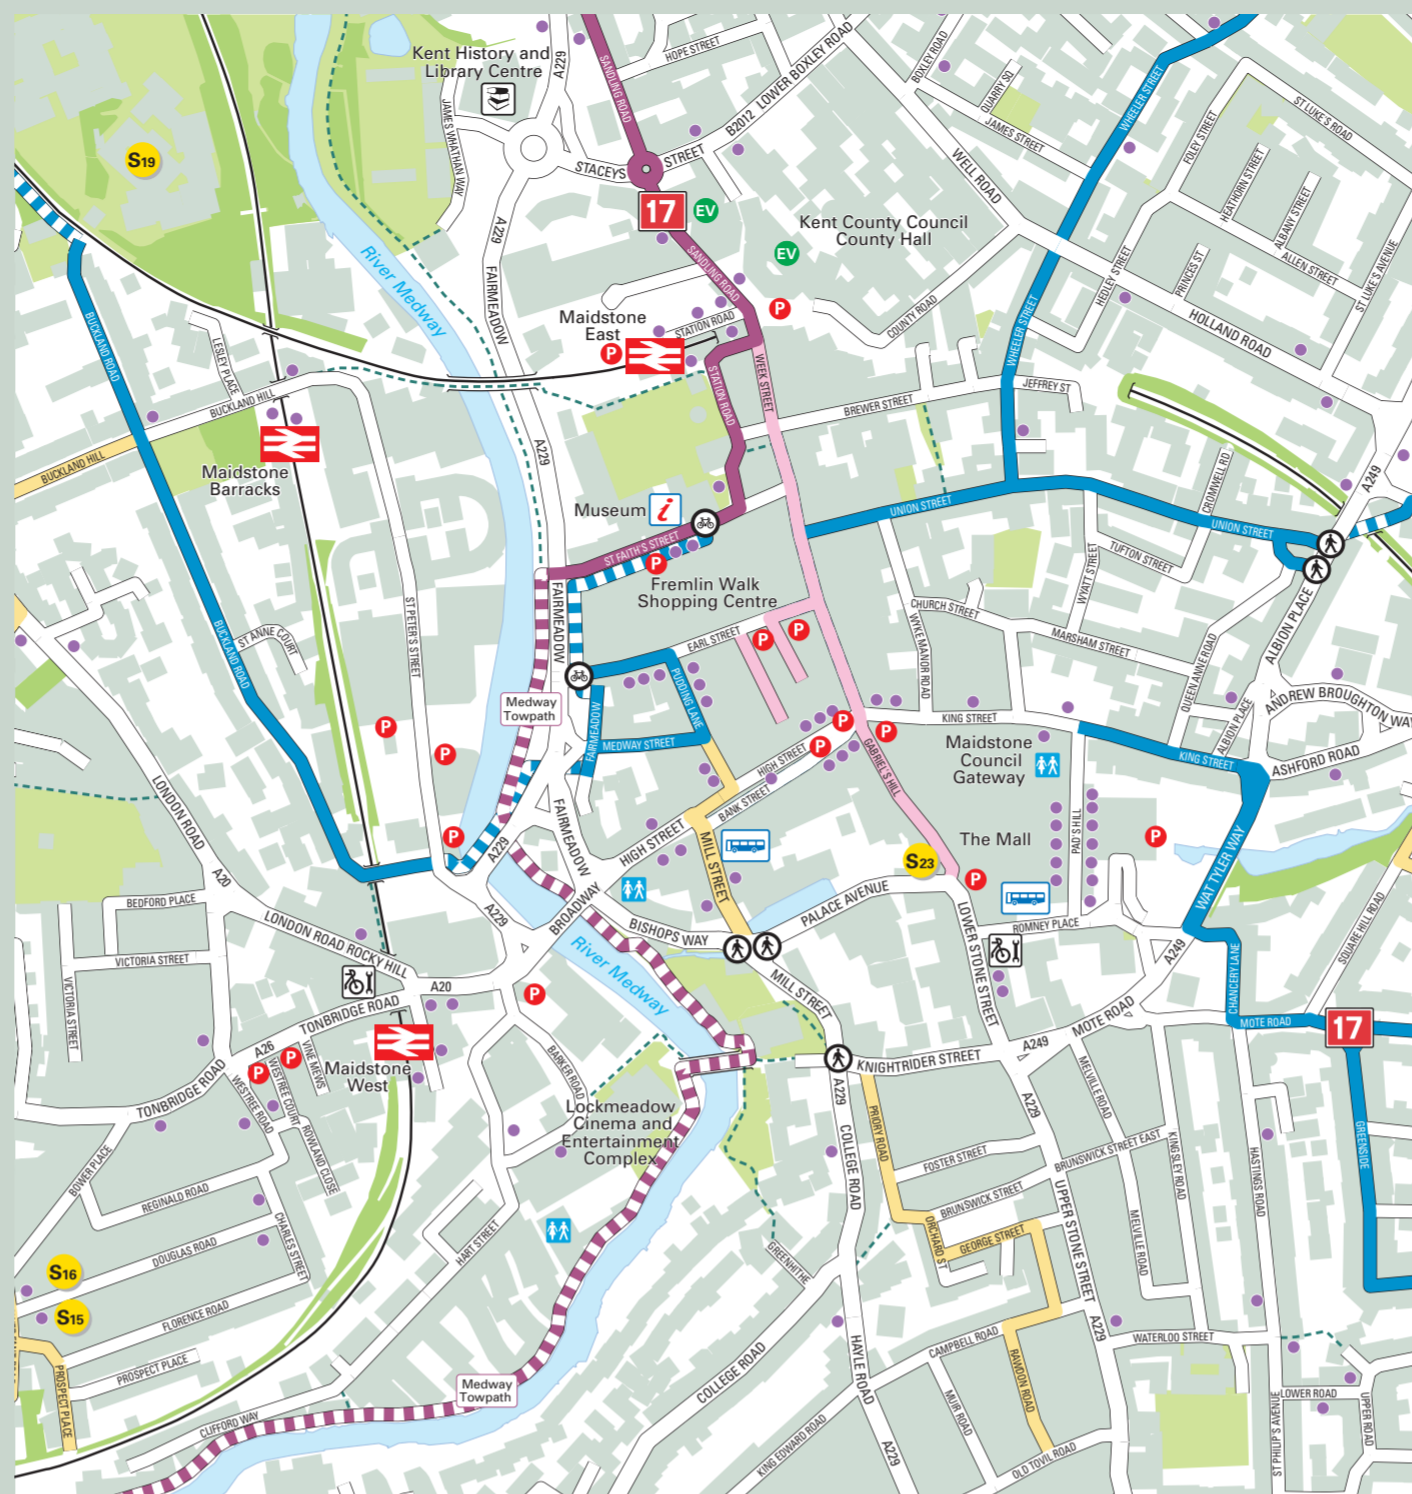 Kent History and
Library Centre
A229
HOPE STREET
SANDLING ROAD
B2012 LOWER BOXLEY ROAD
BOXLEY ROAD
QUARRY SQ
JAMES STREET
WHEELER STREET
FOLEY STREET
ST LUKE'S ROAD
HEATHORN STREET
ALBANY STREET
ALLEN STREET
ST LUKE'S AVENUE
JAMES WHATHAN WAY
STACEYS
STREET
WELL ROAD
S19
17
EV
EV
Kent County Council
County Hall
A229
FAIRMEADOW
River Medway
SANDLING ROAD
HEDLEY STREET
PRINCES ST
HOLLAND ROAD
COUNTY ROAD
WHEELER STREET
Maidstone
East
P
P
STATION ROAD
WEEK STREET
STATION ROAD
BUCKLAND ROAD
LESLEY PLACE
BUCKLAND HILL
BUCKLAND HILL
Maidstone
Barracks
JEFFREY ST
BREWER STREET
A229
A249
CROMWELL RD
Museum
i
UNION STREET
UNION STREET
ST FAITH'S STREET
P
Fremlin Walk
Shopping Centre
TUFTON STREET
WYATT STREET
ALBION PLACE
CHURCH STREET
MARSHAM STREET
WYKE MANOR ROAD
QUEEN ANNE ROAD
FAIRMEADOW
EARL STREET
P
P
ST PETER'S STREET
ST ANNE COURT
BUCKLAND ROAD
PUDDING LANE
Medway
Towpath
FAIRMEADOW
MEDWAY STREET
KING STREET
ANDREW BROUGHTON WAY
ALBION PLACE
KING STREET
ASHFORD ROAD
P
P
P
P
P
P
HIGH STREET
GABRIEL'S HILL
Maidstone
Council
Gateway
BANK STREET
LONDON ROAD
FAIRMEADOW
A229
HIGH STREET
MILL STREET
The Mall
PAD'S HILL
P
WAT TYLER WAY
S23
P
A20
BEDFORD PLACE
LONDON ROAD ROCKY HILL
A229
BROADWAY
BISHOPS WAY
PALACE AVENUE
LOWER STONE STREET
ROMNEY PLACE
SQUARE HILL ROAD
VICTORIA STREET
VICTORIA STREET
River Medway
A249
CHANCERY LANE
A20
P
MILL STREET
MOTE ROAD
MOTE ROAD
17
TONBRIDGE ROAD
A26
P
P
VINE MEWS
Maidstone
West
KNIGHTRIDER STREET
A249
TONBRIDGE ROAD
WESTREE ROAD
WESTREE COURT
ROWLAND CLOSE
BARKER ROAD
A229
A229
MELVILLE ROAD
Lockmeadow
Cinema and
Entertainment
Complex
PRIORY ROAD
COLLEGE ROAD
GREENSIDE
BOWER PLACE
REGINALD ROAD
FOSTER STREET
BRUNSWICK STREET EAST
KINGSLEY ROAD
HASTINGS ROAD
BRUNSWICK STREET
UPPER STONE STREET
CHARLES STREET
DOUGLAS ROAD
HART STREET
ORCHARD ST
GEORGE STREET
MELVILLE ROAD
GREENHITHE
S16
S15
FLORENCE ROAD
A229
WATERLOO STREET
CAMPBELL ROAD
HAYLE ROAD
RAWDON ROAD
PROSPECT PLACE
PROSPECT PLACE
Medway
Towpath
COLLEGE ROAD
MUIR ROAD
LOWER ROAD
UPPER ROAD
ST PHILIP'S AVENUE
CLIFFORD WAY
KING EDWARD ROAD
A229
OLD TOVIL ROAD